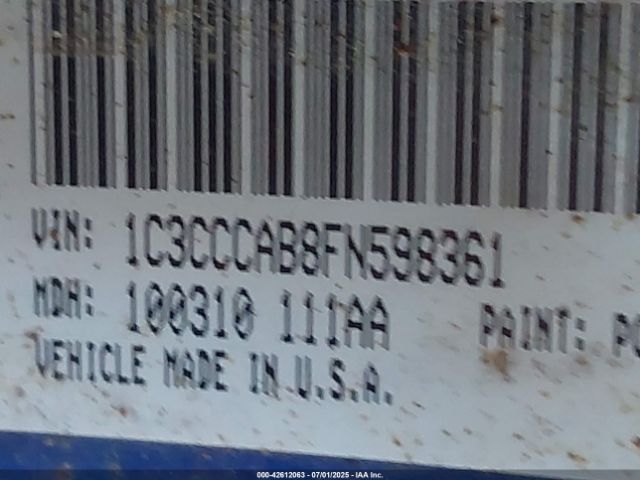 VIN: 1C3CCCAB8FN598361
MDH: 100310 111AA PAINT:
VEHICLE MADE IN U.S.A.
000-42612063 - 07/01/2025 - IAA Inc.